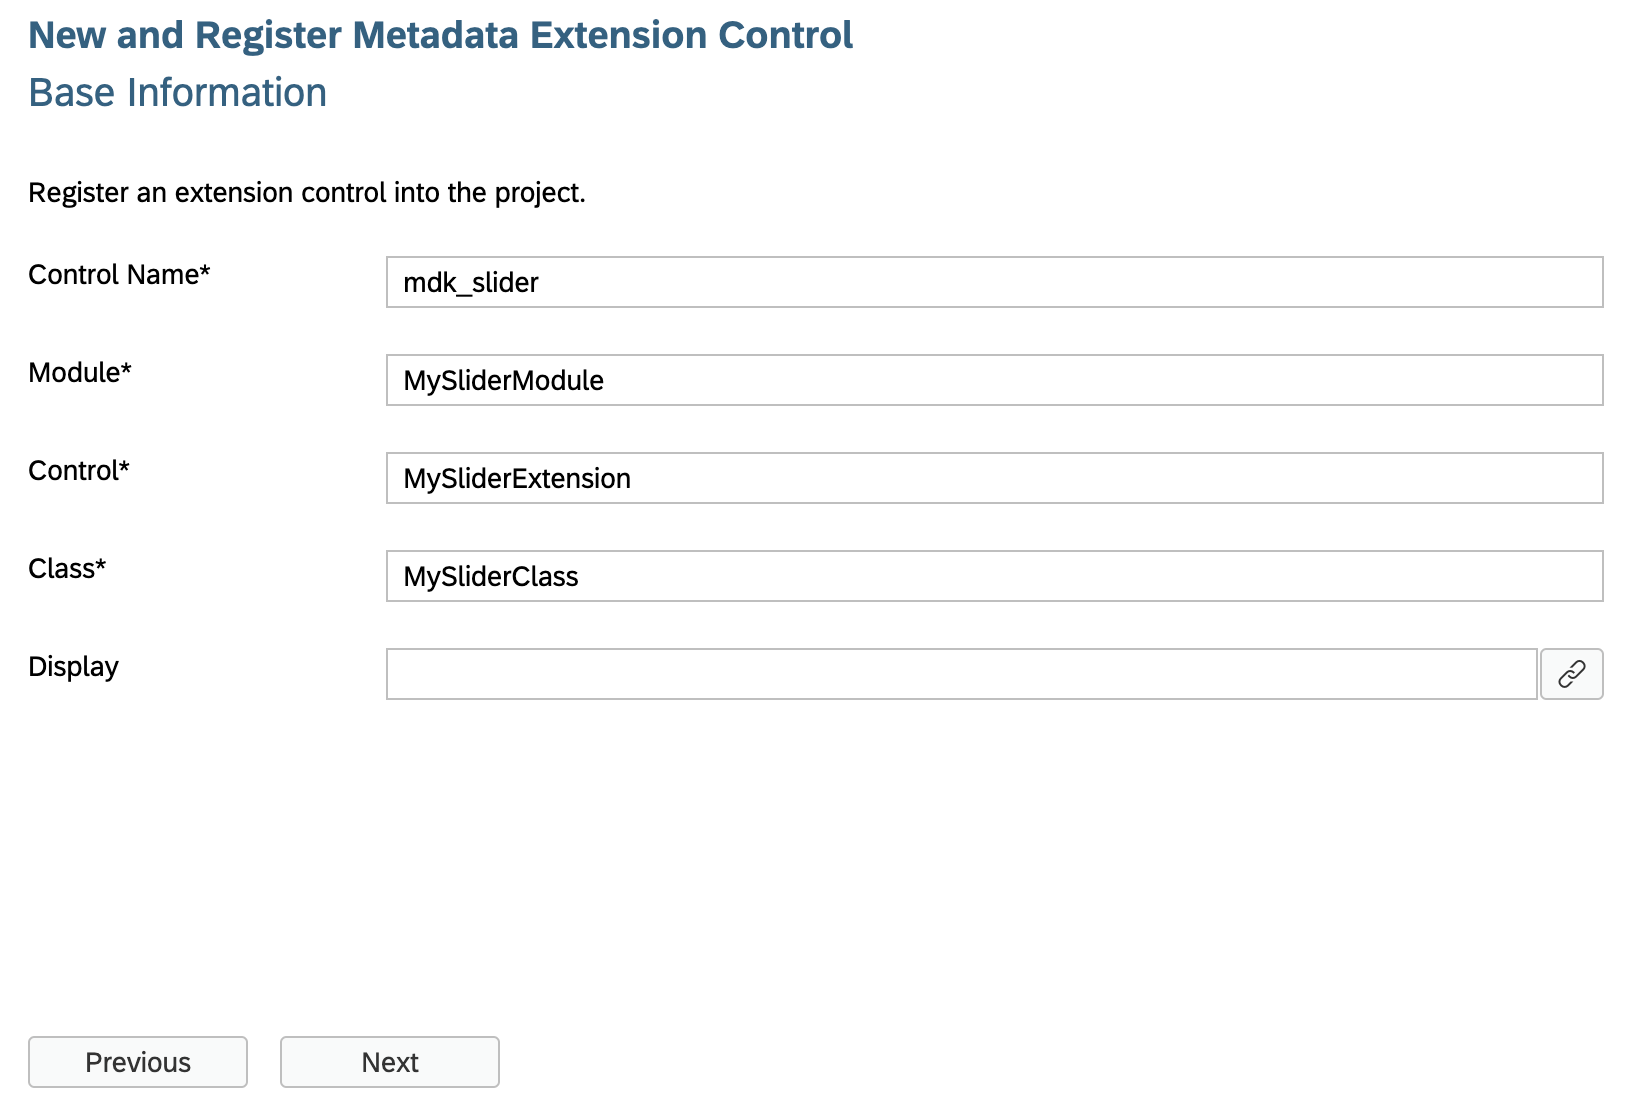 New and Register Metadata Extension Control
Base Information
Register an extension control into the project.
Control Name*
mdk_slider
Module*
MySliderModule
Control*
MySliderExtension
Class*
MySliderClass
Display
Previous
Next